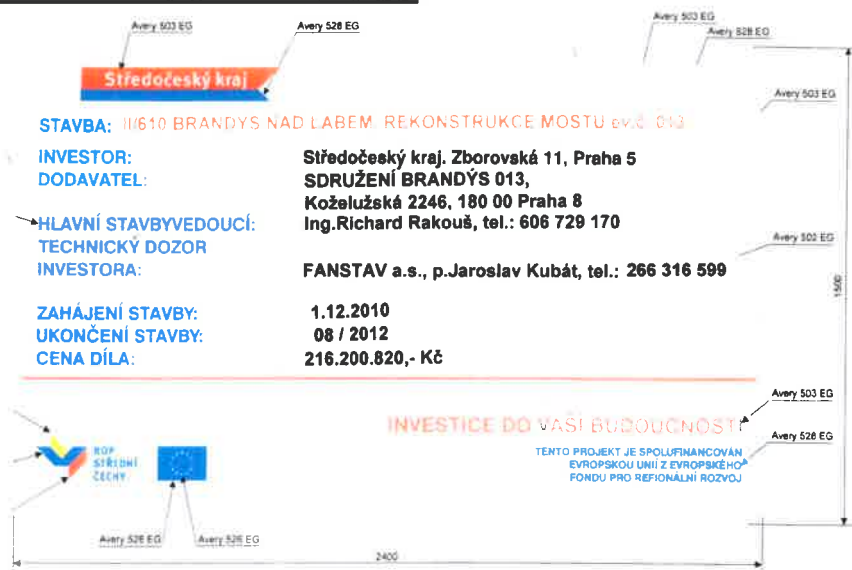 Avery 503 EG
Avery 528 EG
Avery 503 EG
Avery 528 EG
Středočeský kraj
Avery 503 EG
STAVBA: II/610 BRANDYS NAD LABEM, REKONSTRUKCE MOSTU ev.č. 013
INVESTOR: Středočeský kraj. Zborovská 11, Praha 5
DODAVATEL: SDRUŽENÍ BRANDÝS 013,
Koželužská 2246, 180 00 Praha 8
HLAVNÍ STAVBYVEDOUCÍ: Ing.Richard Rakouš, tel.: 606 729 170
TECHNICKÝ DOZOR
Avery 502 EG
INVESTORA: FANSTAV a.s., p.Jaroslav Kubát, tel.: 266 316 599
1500
ZAHÁJENÍ STAVBY: 1.12.2010
UKONČENÍ STAVBY: 08 / 2012
CENA DÍLA: 216.200.820,- Kč
Avery 503 EG
INVESTICE DO VAŠÍ BUDOUCNOSTI
Avery 528 EG
ROP
STŘEDNÍ
ČECHY
TENTO PROJEKT JE SPOLUFINANCOVÁN
EVROPSKOU UNIÍ Z EVROPSKÉHO
FONDU PRO REFIONÁLNÍ ROZVOJ
Avery 528 EG
Avery 526 EG
2400